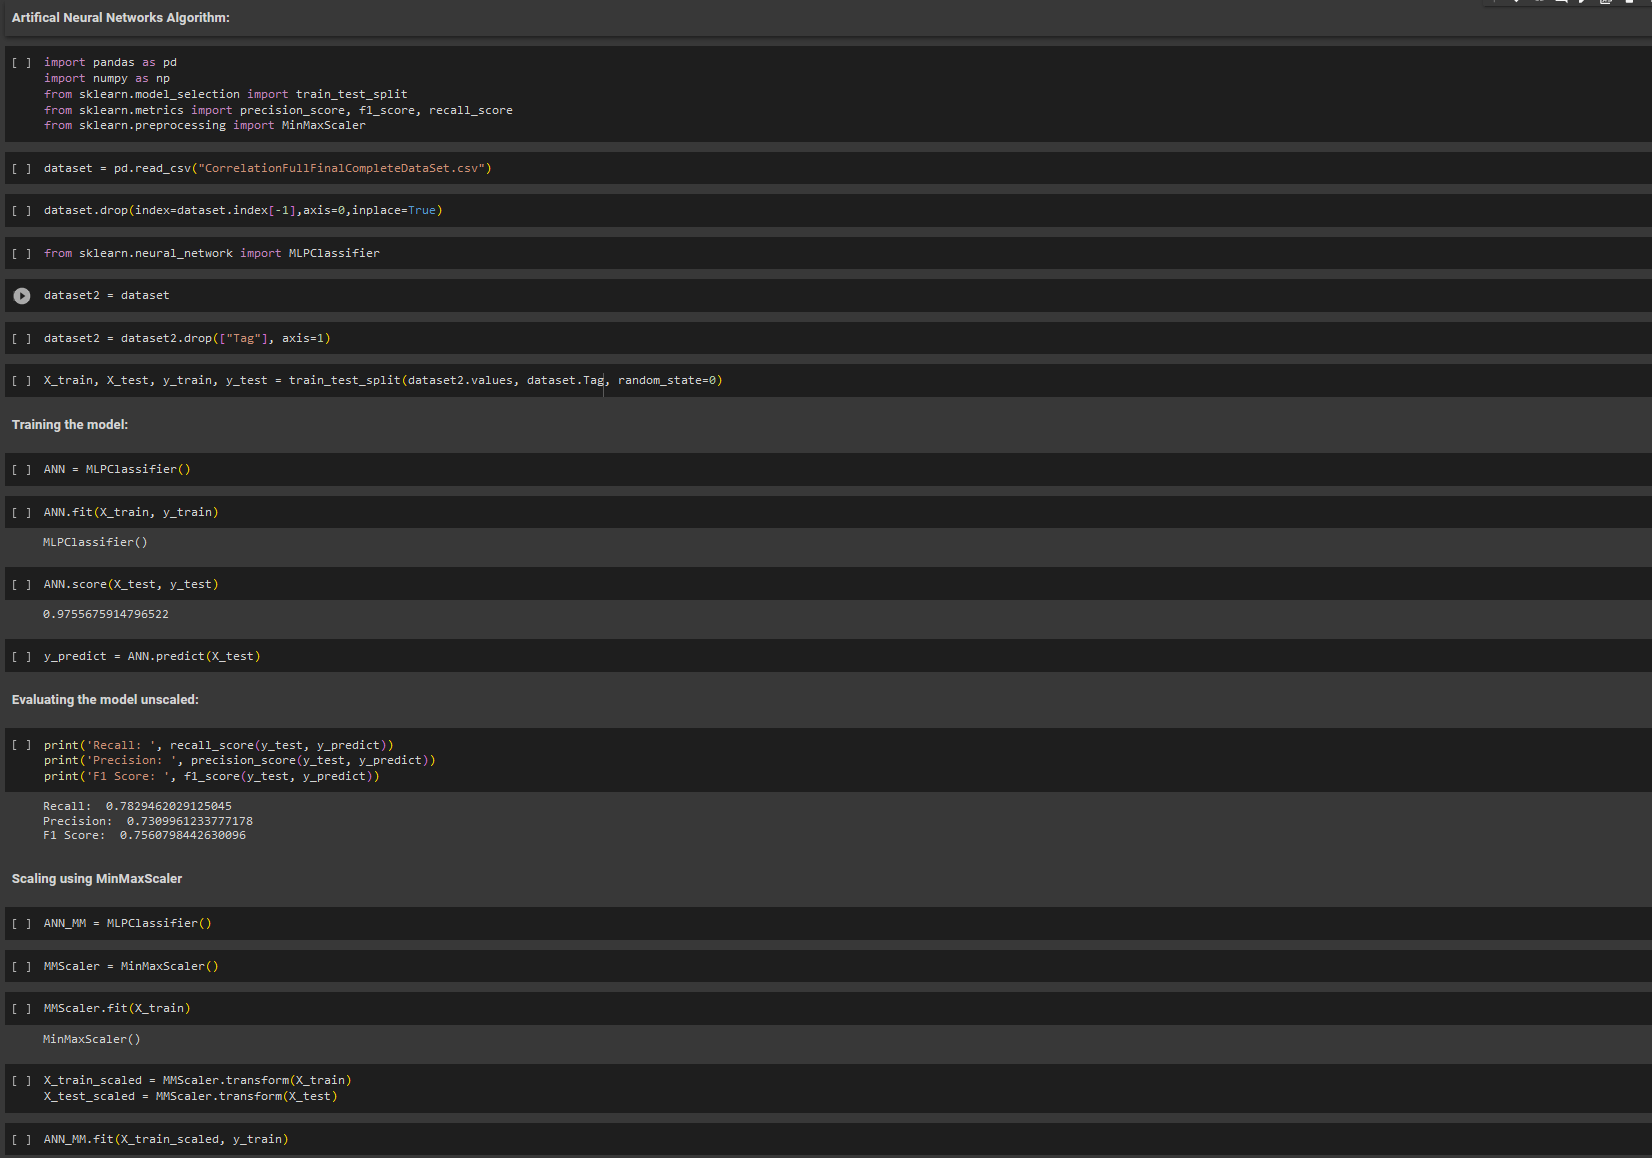 Artifical Neural Networks Algorithm:
[ ] import pandas as pd
import numpy as np
from sklearn.model_selection import train_test_split
from sklearn.metrics import precision_score, f1_score, recall_score
from sklearn.preprocessing import MinMaxScaler
[ ] dataset = pd.read_csv("CorrelationFullFinalCompleteDataSet.csv")
[ ] dataset.drop(index=dataset.index[-1],axis=0,inplace=True)
[ ] from sklearn.neural_network import MLPClassifier
dataset2 = dataset
[ ] dataset2 = dataset2.drop(["Tag"], axis=1)
[ ] X_train, X_test, y_train, y_test = train_test_split(dataset2.values, dataset.Tag, random_state=0)
Training the model:
[ ] ANN = MLPClassifier()
[ ] ANN.fit(X_train, y_train)
MLPClassifier()
[ ] ANN.score(X_test, y_test)
0.9755675914796522
[ ] y_predict = ANN.predict(X_test)
Evaluating the model unscaled:
[ ] print('Recall: ', recall_score(y_test, y_predict))
print('Precision: ', precision_score(y_test, y_predict))
print('F1 Score: ', f1_score(y_test, y_predict))
Recall:  0.7829462029125045
Precision:  0.7309961233777178
F1 Score:  0.7560798442630096
Scaling using MinMaxScaler
[ ] ANN_MM = MLPClassifier()
[ ] MMScaler = MinMaxScaler()
[ ] MMScaler.fit(X_train)
MinMaxScaler()
[ ] X_train_scaled = MMScaler.transform(X_train)
X_test_scaled = MMScaler.transform(X_test)
[ ] ANN_MM.fit(X_train_scaled, y_train)